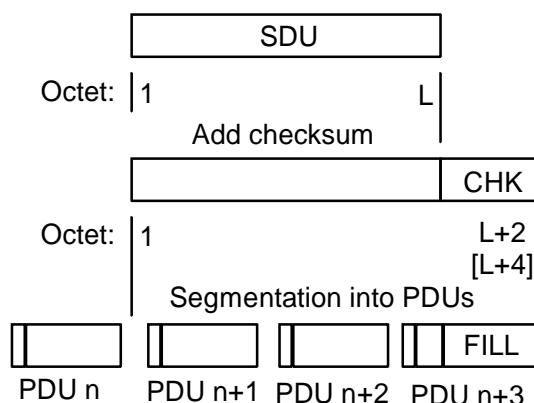 SDU
Octet: 1 L
Add checksum
CHK
Octet: 1 L+2
[L+4]
Segmentation into PDUs
FILL
PDU n PDU n+1 PDU n+2 PDU n+3